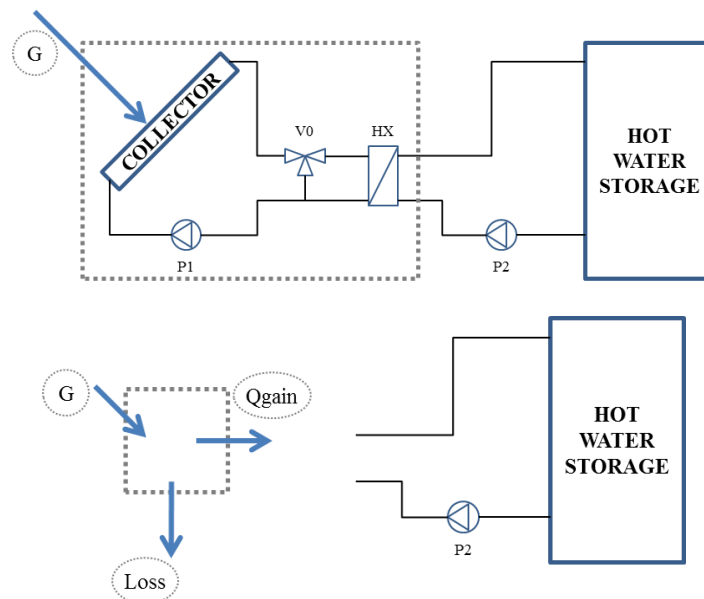 G
COLLECTOR
V0
HX
P1
P2
HOT
WATER
STORAGE
G
Qgain
Loss
P2
HOT
WATER
STORAGE